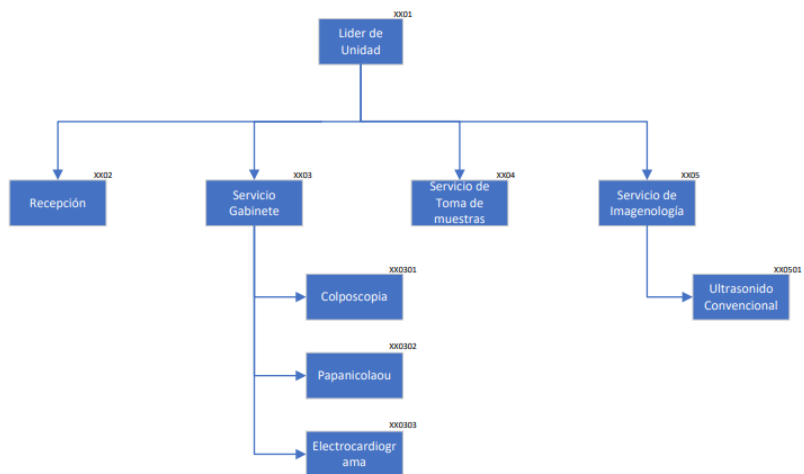 XX01
Lider de
Unidad
XX02
Recepción
XX03
Servicio
Gabinete
XX04
Servicio de
Toma de
muestras
XX05
Servicio de
Imagenología
XX0301
Colposcopia
XX0302
Papanicolaou
XX0303
Electrocardiogr
ama
XX0501
Ultrasonido
Convencional